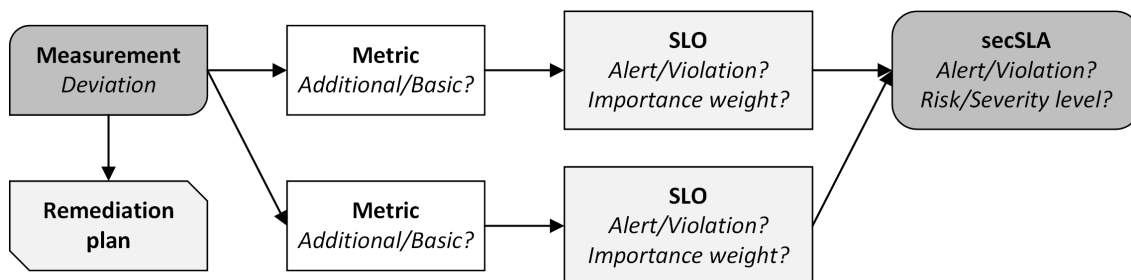 Measurement
Deviation
Metric
Additional/Basic?
SLO
Alert/Violation?
Importance weight?
secSLA
Alert/Violation?
Risk/Severity level?
Remediation
plan
Metric
Additional/Basic?
SLO
Alert/Violation?
Importance weight?